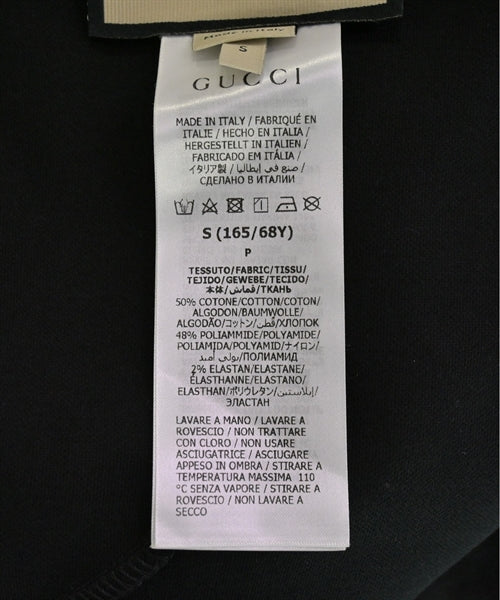 Made in Italy
S
GUCCI
MADE IN ITALY / FABRIQUÉ EN
ITALIE / HECHO EN ITALIA /
HERGESTELLT IN ITALIEN /
FABRICADO EM ITÁLIA /
イタリア製 / صنع في إيطاليا /
СДЕЛАНО В ИТАЛИИ
S (165/68Y)
P
TESSUTO/FABRIC/TISSU/
TEJIDO/GEWEBE/TECIDO/
本体/قماش/ТКАНЬ
50% COTONE/COTTON/COTON/
ALGODON/BAUMWOLLE/
ALGODÃO/コットン/قطن/ХЛОПОК
48% POLIAMMIDE/POLYAMIDE/
POLIAMIDA/POLYAMID/ナイロン/
بولي أميد/ПОЛИАМИД
2% ELASTAN/ELASTANE/
ÉLASTHANNE/ELASTANO/
ELASTHAN/ポリウレタン/إيلاستين/
ЭЛАСТАН
LAVARE A MANO / LAVARE A
ROVESCIO / NON TRATTARE
CON CLORO / NON USARE
ASCIUGATRICE / ASCIUGARE
APPESO IN OMBRA / STIRARE A
TEMPERATURA MASSIMA 110
°C SENZA VAPORE / STIRARE A
ROVESCIO / NON LAVARE A
SECCO